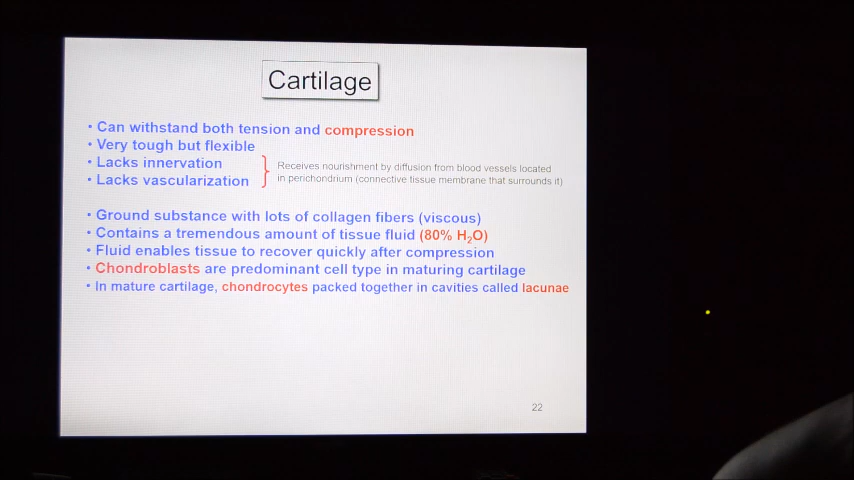 Cartilage
• Can withstand both tension and compression
• Very tough but flexible
• Lacks innervation
• Lacks vascularization
Receives nourishment by diffusion from blood vessels located
in perichondrium (connective tissue membrane that surrounds it)
• Ground substance with lots of collagen fibers (viscous)
• Contains a tremendous amount of tissue fluid (80% H₂O)
• Fluid enables tissue to recover quickly after compression
• Chondroblasts are predominant cell type in maturing cartilage
• In mature cartilage, chondrocytes packed together in cavities called lacunae
22